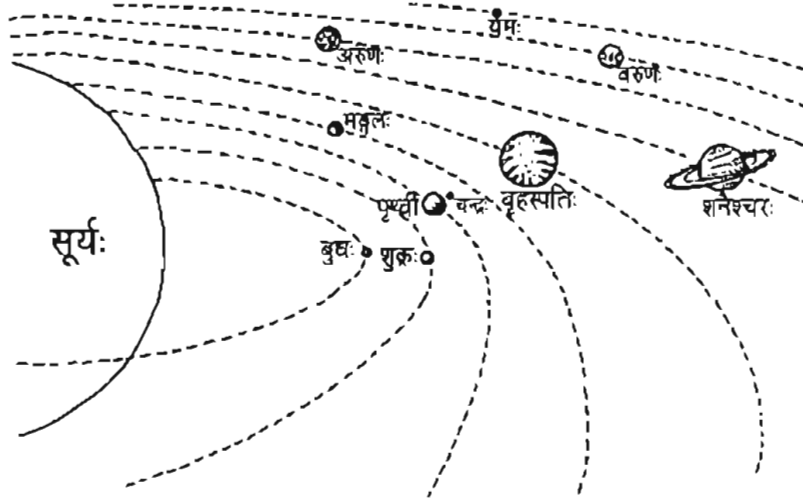 यमः
अरुणः
वरुणः
मङ्गलः
पृथ्वी
चन्द्रः
वृहस्पतिः
शनैश्चरः
सूर्यः
बुधः
शुक्रः